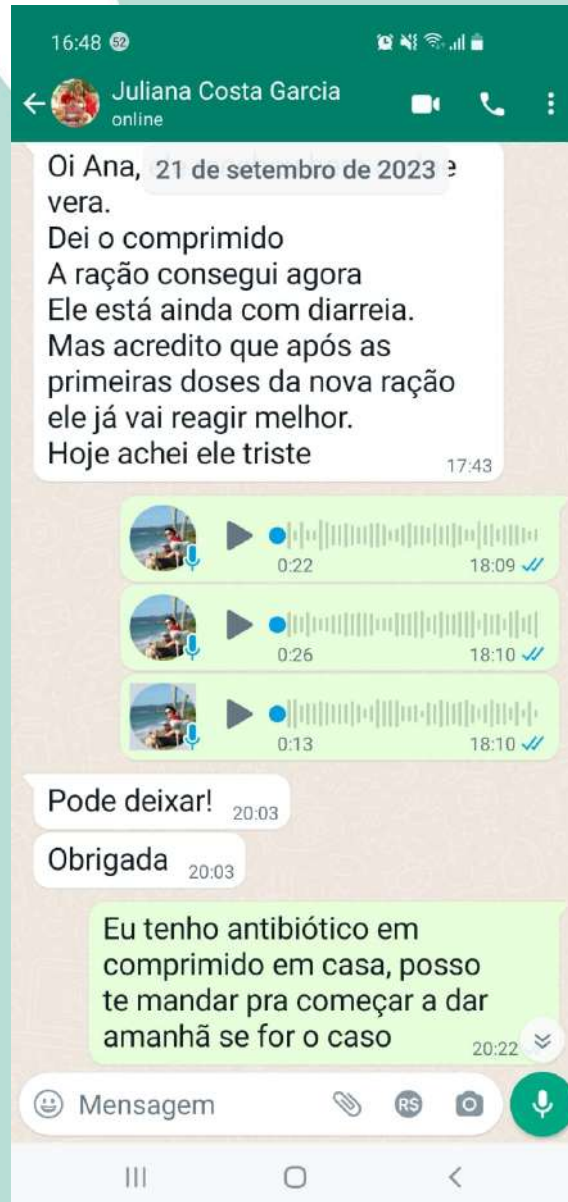 16:48 52
Juliana Costa Garcia
online
21 de setembro de 2023
Oi Ana,
vera.
Dei o comprimido
A ração consegui agora
Ele está ainda com diarreia.
Mas acredito que após as
primeiras doses da nova ração
ele já vai reagir melhor.
Hoje achei ele triste
17:43
0:22 18:09
0:26 18:10
0:13 18:10
Pode deixar! 20:03
Obrigada 20:03
Eu tenho antibiótico em
comprimido em casa, posso
te mandar pra começar a dar
amanhã se for o caso
20:22
Mensagem RS